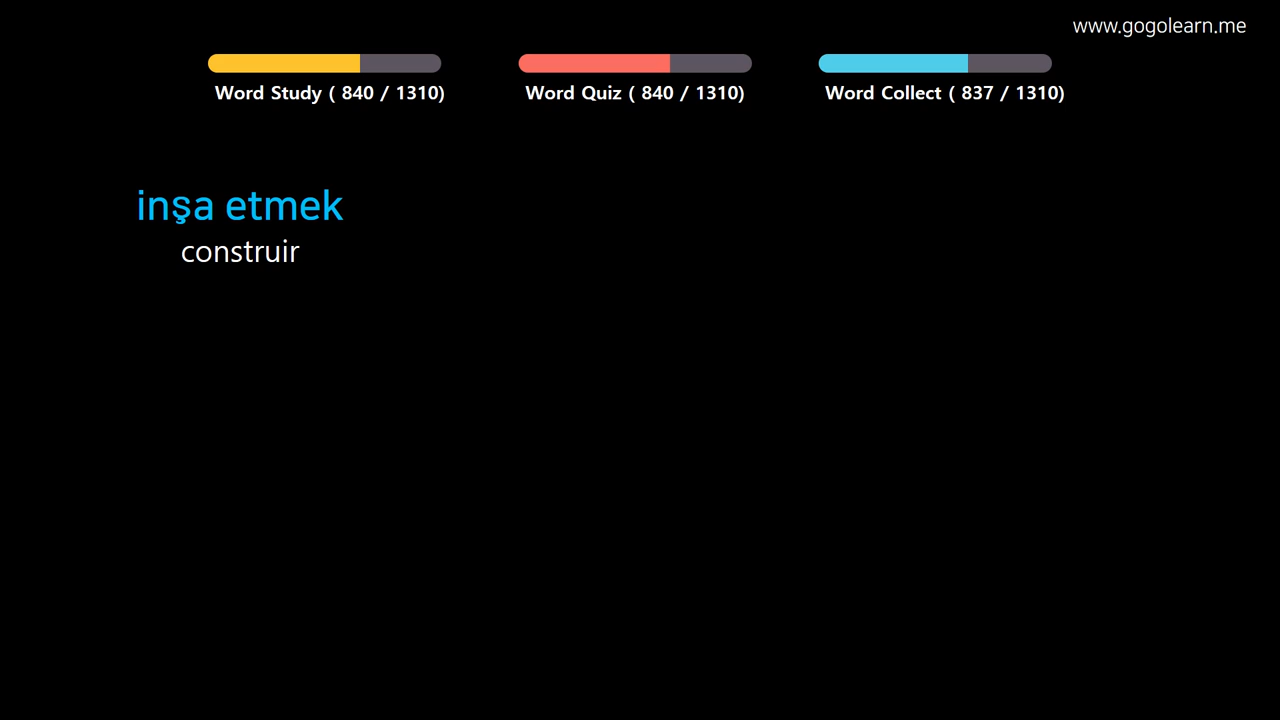 www.gogolearn.me
Word Study ( 840 / 1310)
Word Quiz ( 840 / 1310)
Word Collect ( 837 / 1310)
inşa etmek
construir